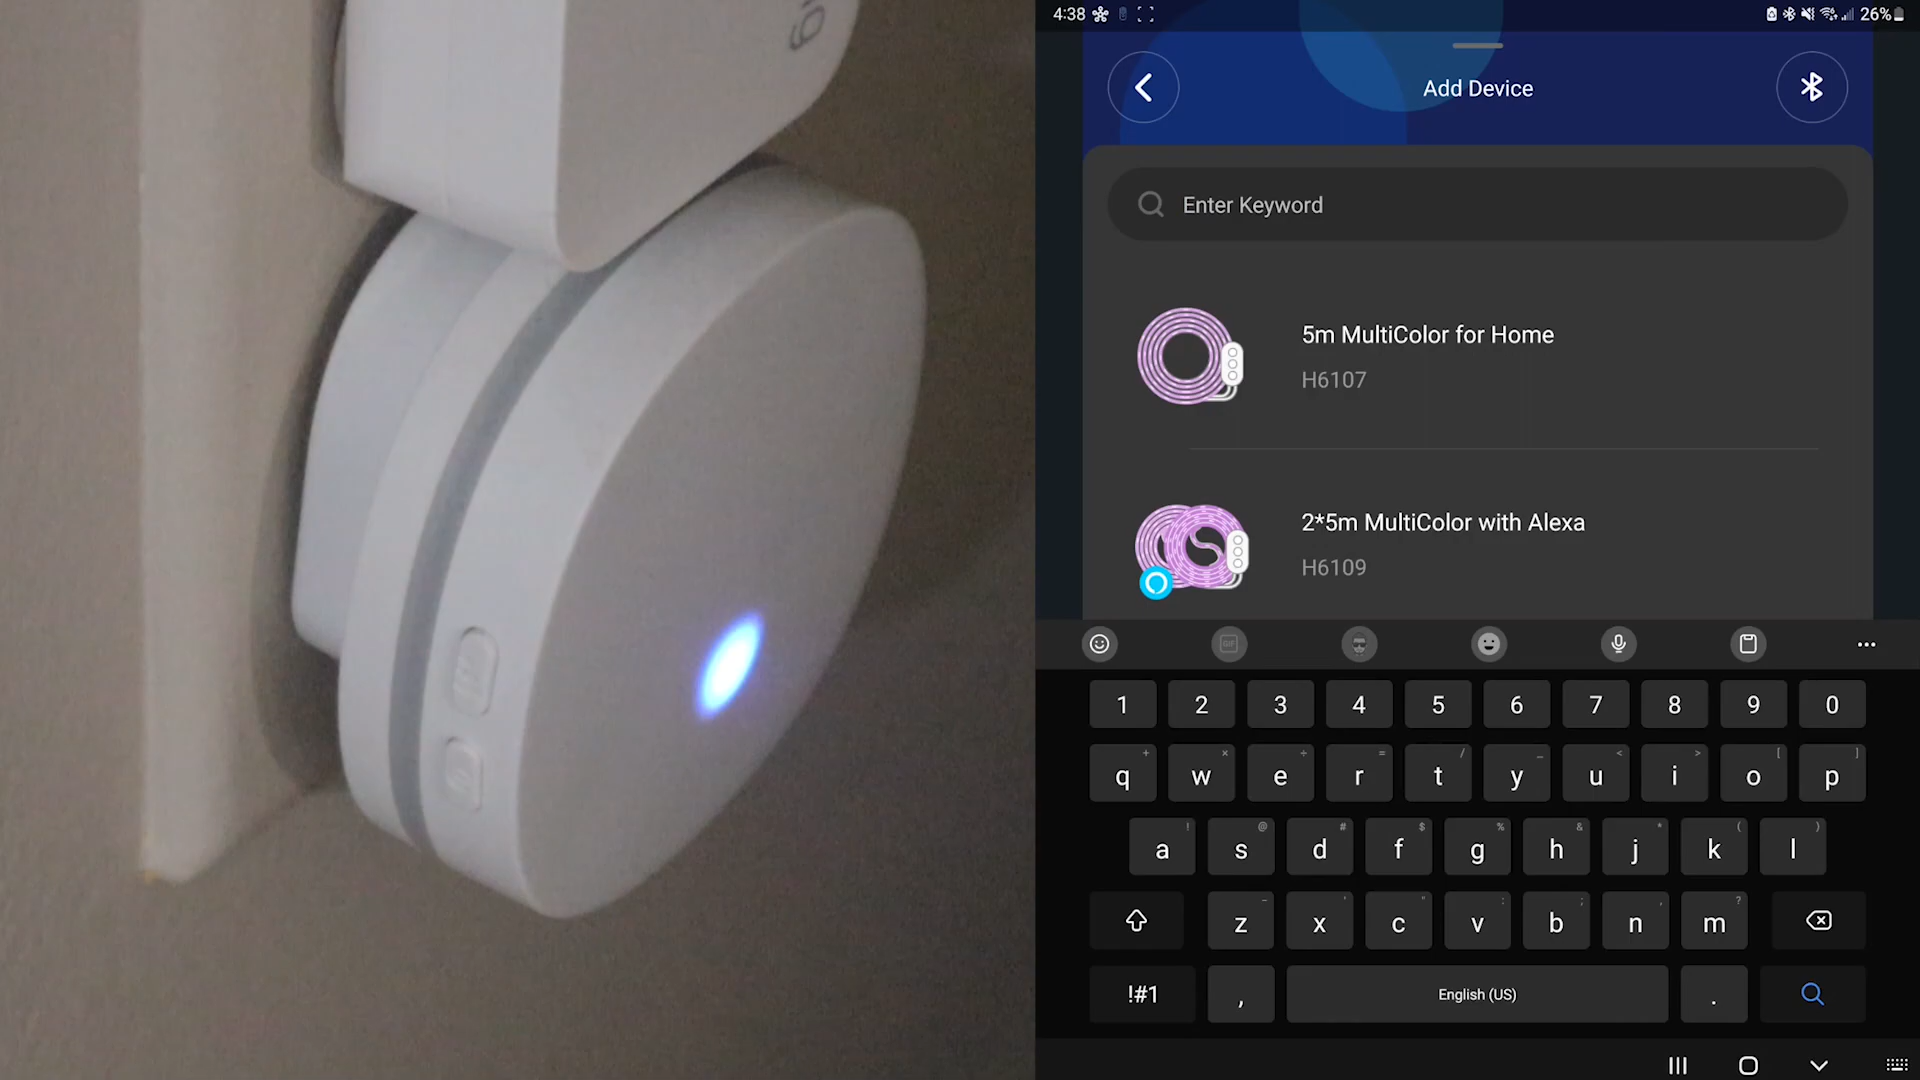 4:38
26%
Add Device
Enter Keyword
5m MultiColor for Home
H6107
2*5m MultiColor with Alexa
H6109
GIF
1 2 3 4 5 6 7 8 9 0
+ × ÷ = / _ < > [ ]
q w e r t y u i o p
! @ # $ % & * ( )
a s d f g h j k l
- ' " : ; , ?
z x c v b n m
!#1 , English (US) .